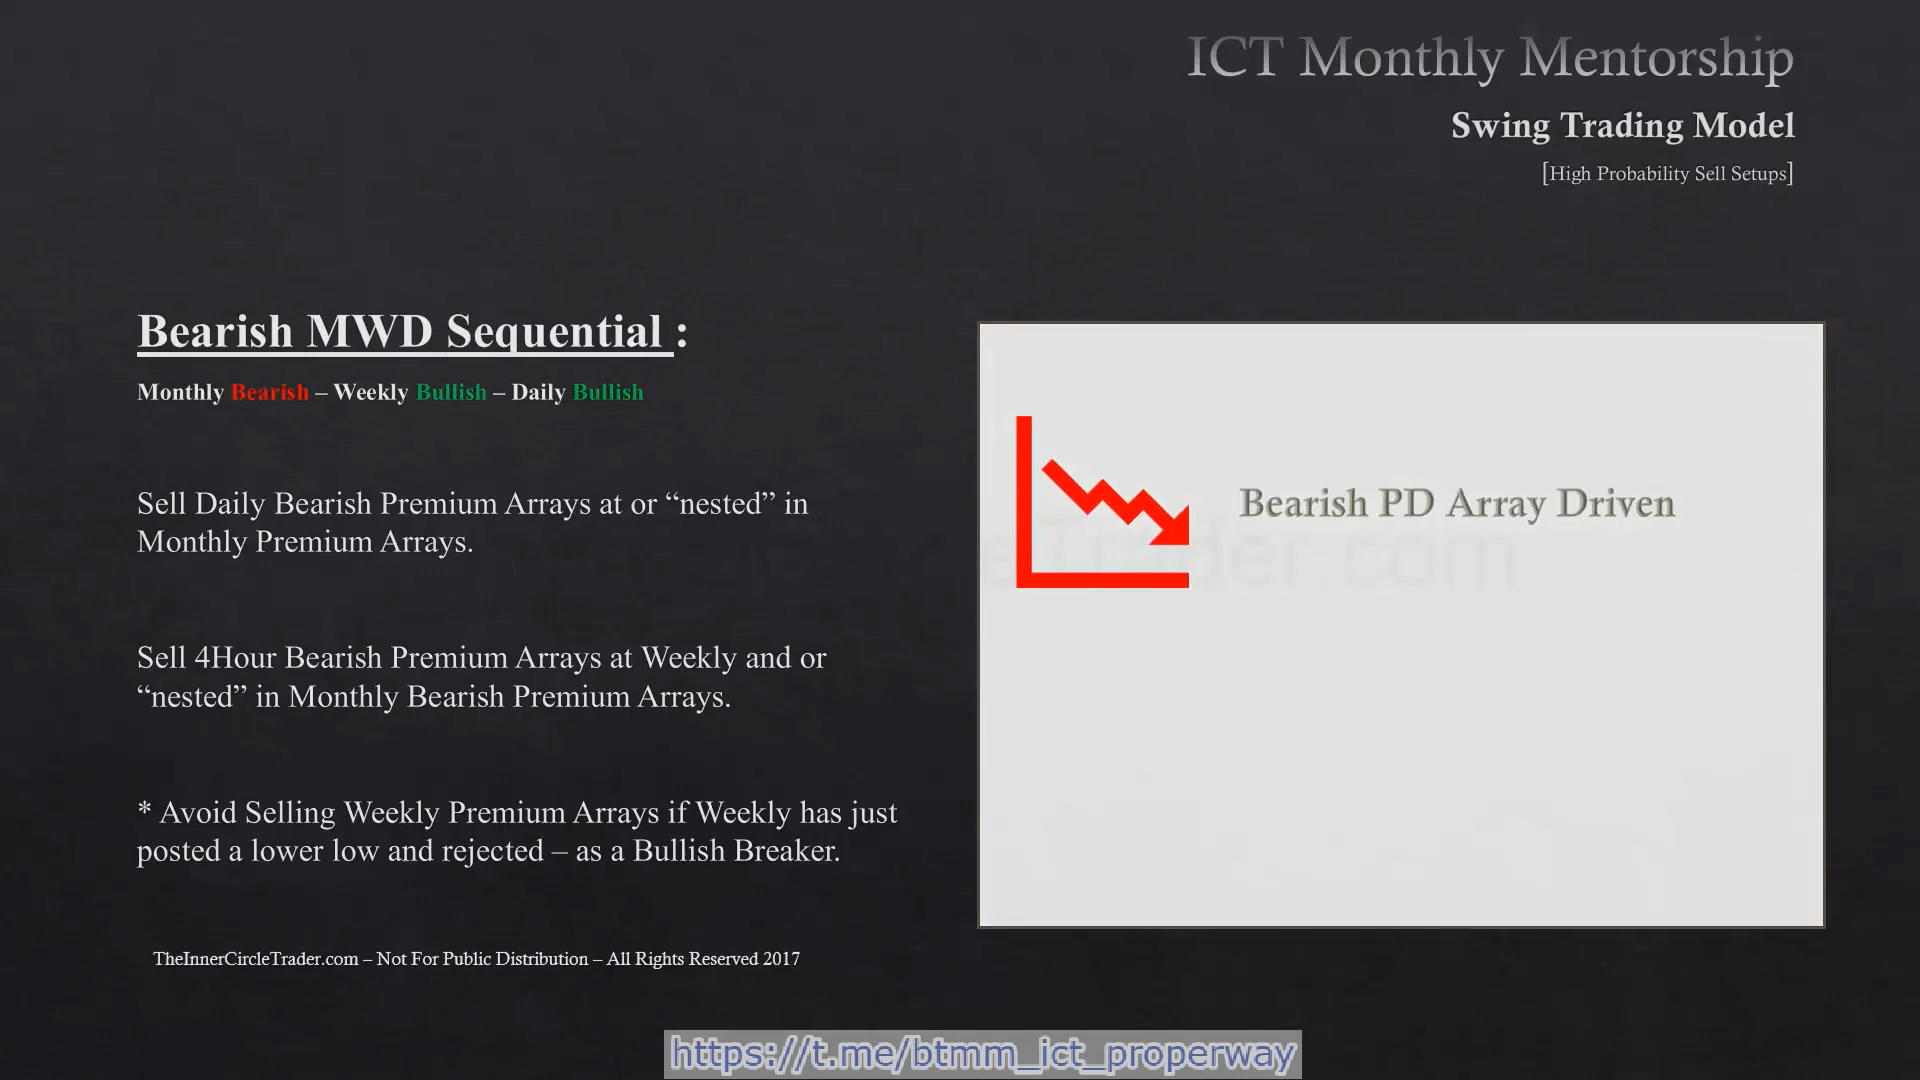 ICT Monthly Mentorship
Swing Trading Model
[High Probability Sell Setups]
Bearish MWD Sequential :
Monthly Bearish – Weekly Bullish – Daily Bullish
Sell Daily Bearish Premium Arrays at or “nested” in
Monthly Premium Arrays.
Sell 4Hour Bearish Premium Arrays at Weekly and or
“nested” in Monthly Bearish Premium Arrays.
* Avoid Selling Weekly Premium Arrays if Weekly has just
posted a lower low and rejected – as a Bullish Breaker.
Bearish PD Array Driven
TheInnerCircleTrader.com – Not For Public Distribution – All Rights Reserved 2017
https://t.me/btmm_ict_properway